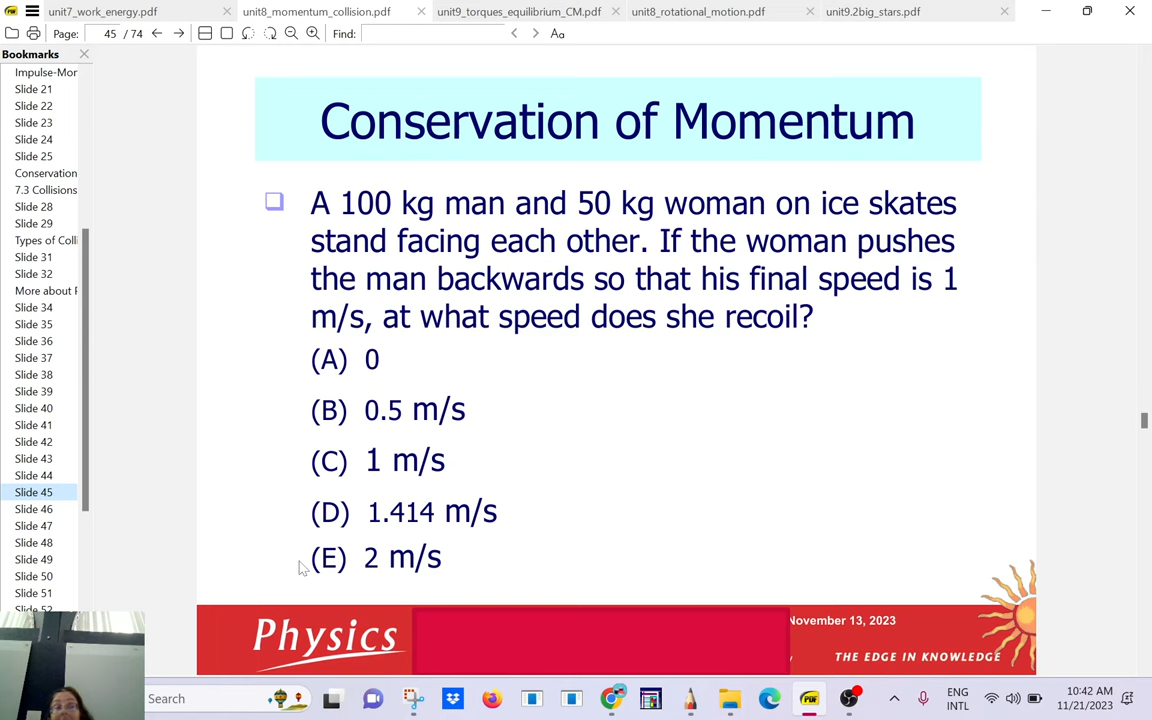 unit7_work_energy.pdf
unit8_momentum_collision.pdf
unit9_torques_equilibrium_CM.pdf
unit8_rotational_motion.pdf
unit9.2big_stars.pdf
Page: 45 / 74
Find:
Aa
Bookmarks
Impulse-Mor
Slide 21
Slide 22
Slide 23
Slide 24
Slide 25
Conservation
7.3 Collisions
Slide 28
Slide 29
Types of Colli
Slide 31
Slide 32
More about P
Slide 34
Slide 35
Slide 36
Slide 37
Slide 38
Slide 39
Slide 40
Slide 41
Slide 42
Slide 43
Slide 44
Slide 45
Slide 46
Slide 47
Slide 48
Slide 49
Slide 50
Slide 51
Slide 52
Conservation of Momentum
A 100 kg man and 50 kg woman on ice skates
stand facing each other. If the woman pushes
the man backwards so that his final speed is 1
m/s, at what speed does she recoil?
(A) 0
(B) 0.5 m/s
(C) 1 m/s
(D) 1.414 m/s
(E) 2 m/s
Physics
November 13, 2023
THE EDGE IN KNOWLEDGE
Search
PDF
ENG
INTL
10:42 AM
11/21/2023